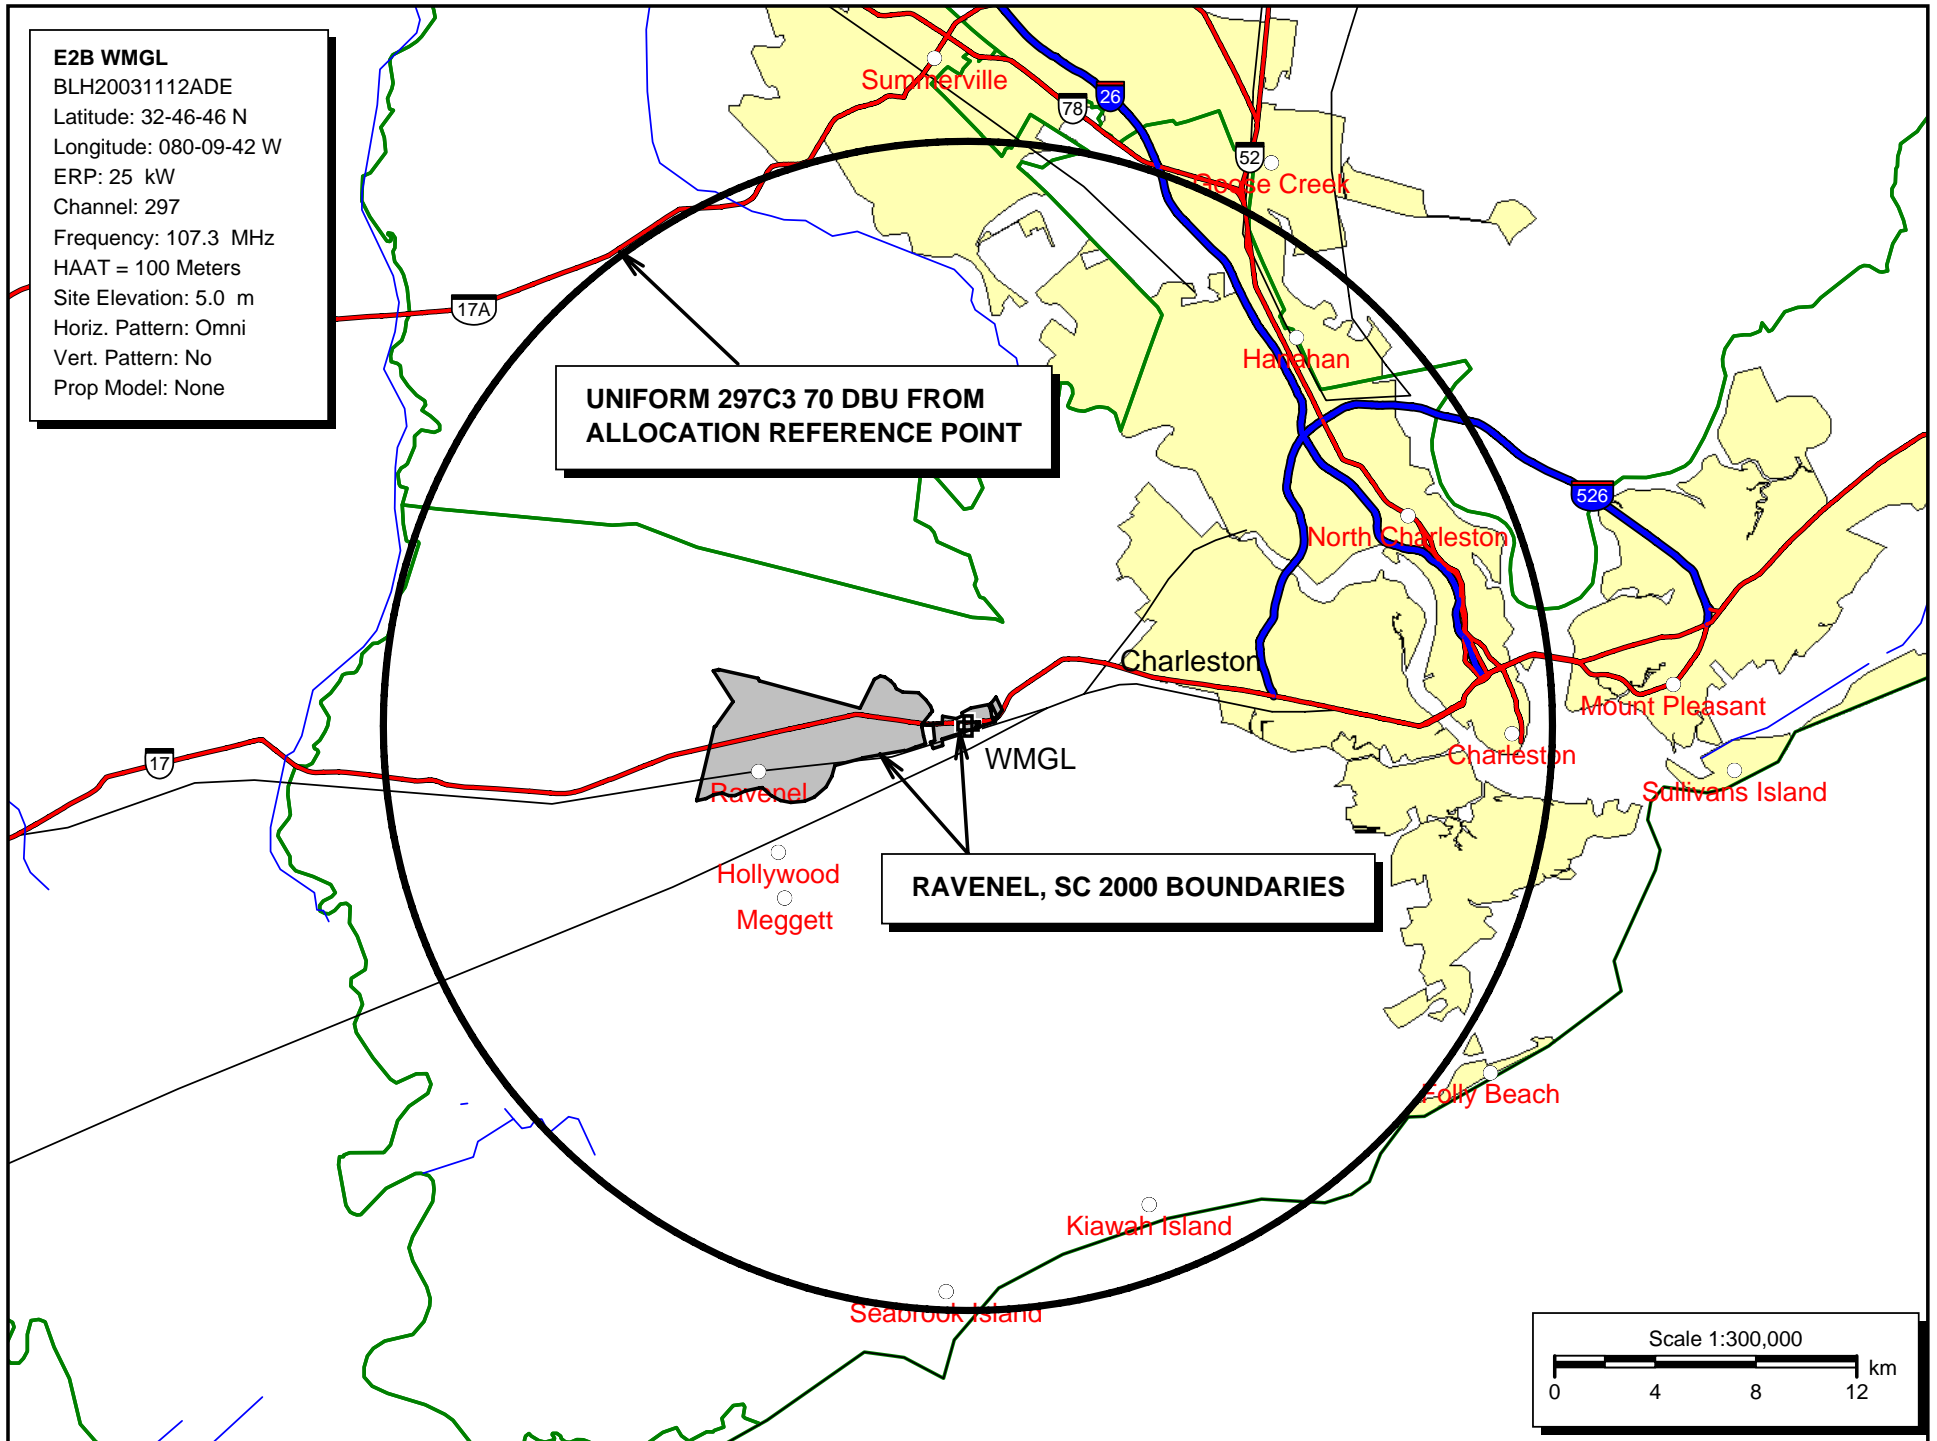 E2B WMGL
BLH20031112ADE
Latitude: 32-46-46 N
Longitude: 080-09-42 W
ERP: 25 kW
Channel: 297
Frequency: 107.3 MHz
HAAT = 100 Meters
Site Elevation: 5.0 m
Horiz. Pattern: Omni
Vert. Pattern: No
Prop Model: None
Summerville
78
26
52
Goose Creek
17A
Hanahan
UNIFORM 297C3 70 DBU FROM
ALLOCATION REFERENCE POINT
526
North Charleston
Charleston
Mount Pleasant
17
WMGL
Charleston
Ravenel
Sullivans Island
Hollywood
RAVENEL, SC 2000 BOUNDARIES
Meggett
Folly Beach
Kiawah Island
Seabrook Island
Scale 1:300,000
km
0 4 8 12